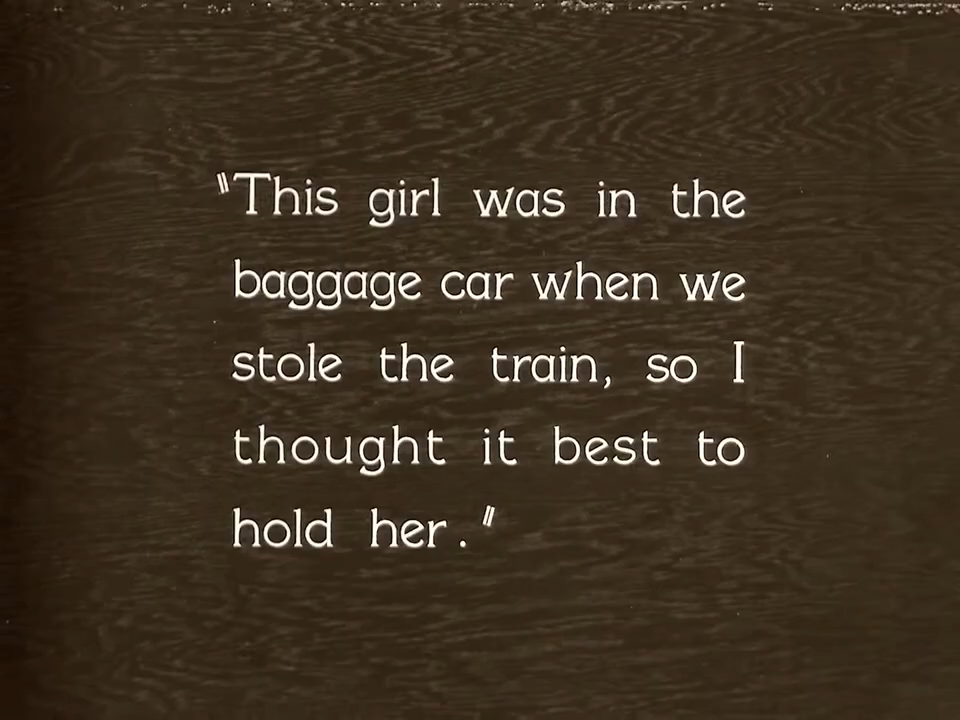 "This girl was in the
baggage car when we
stole the train, so I
thought it best to
hold her."